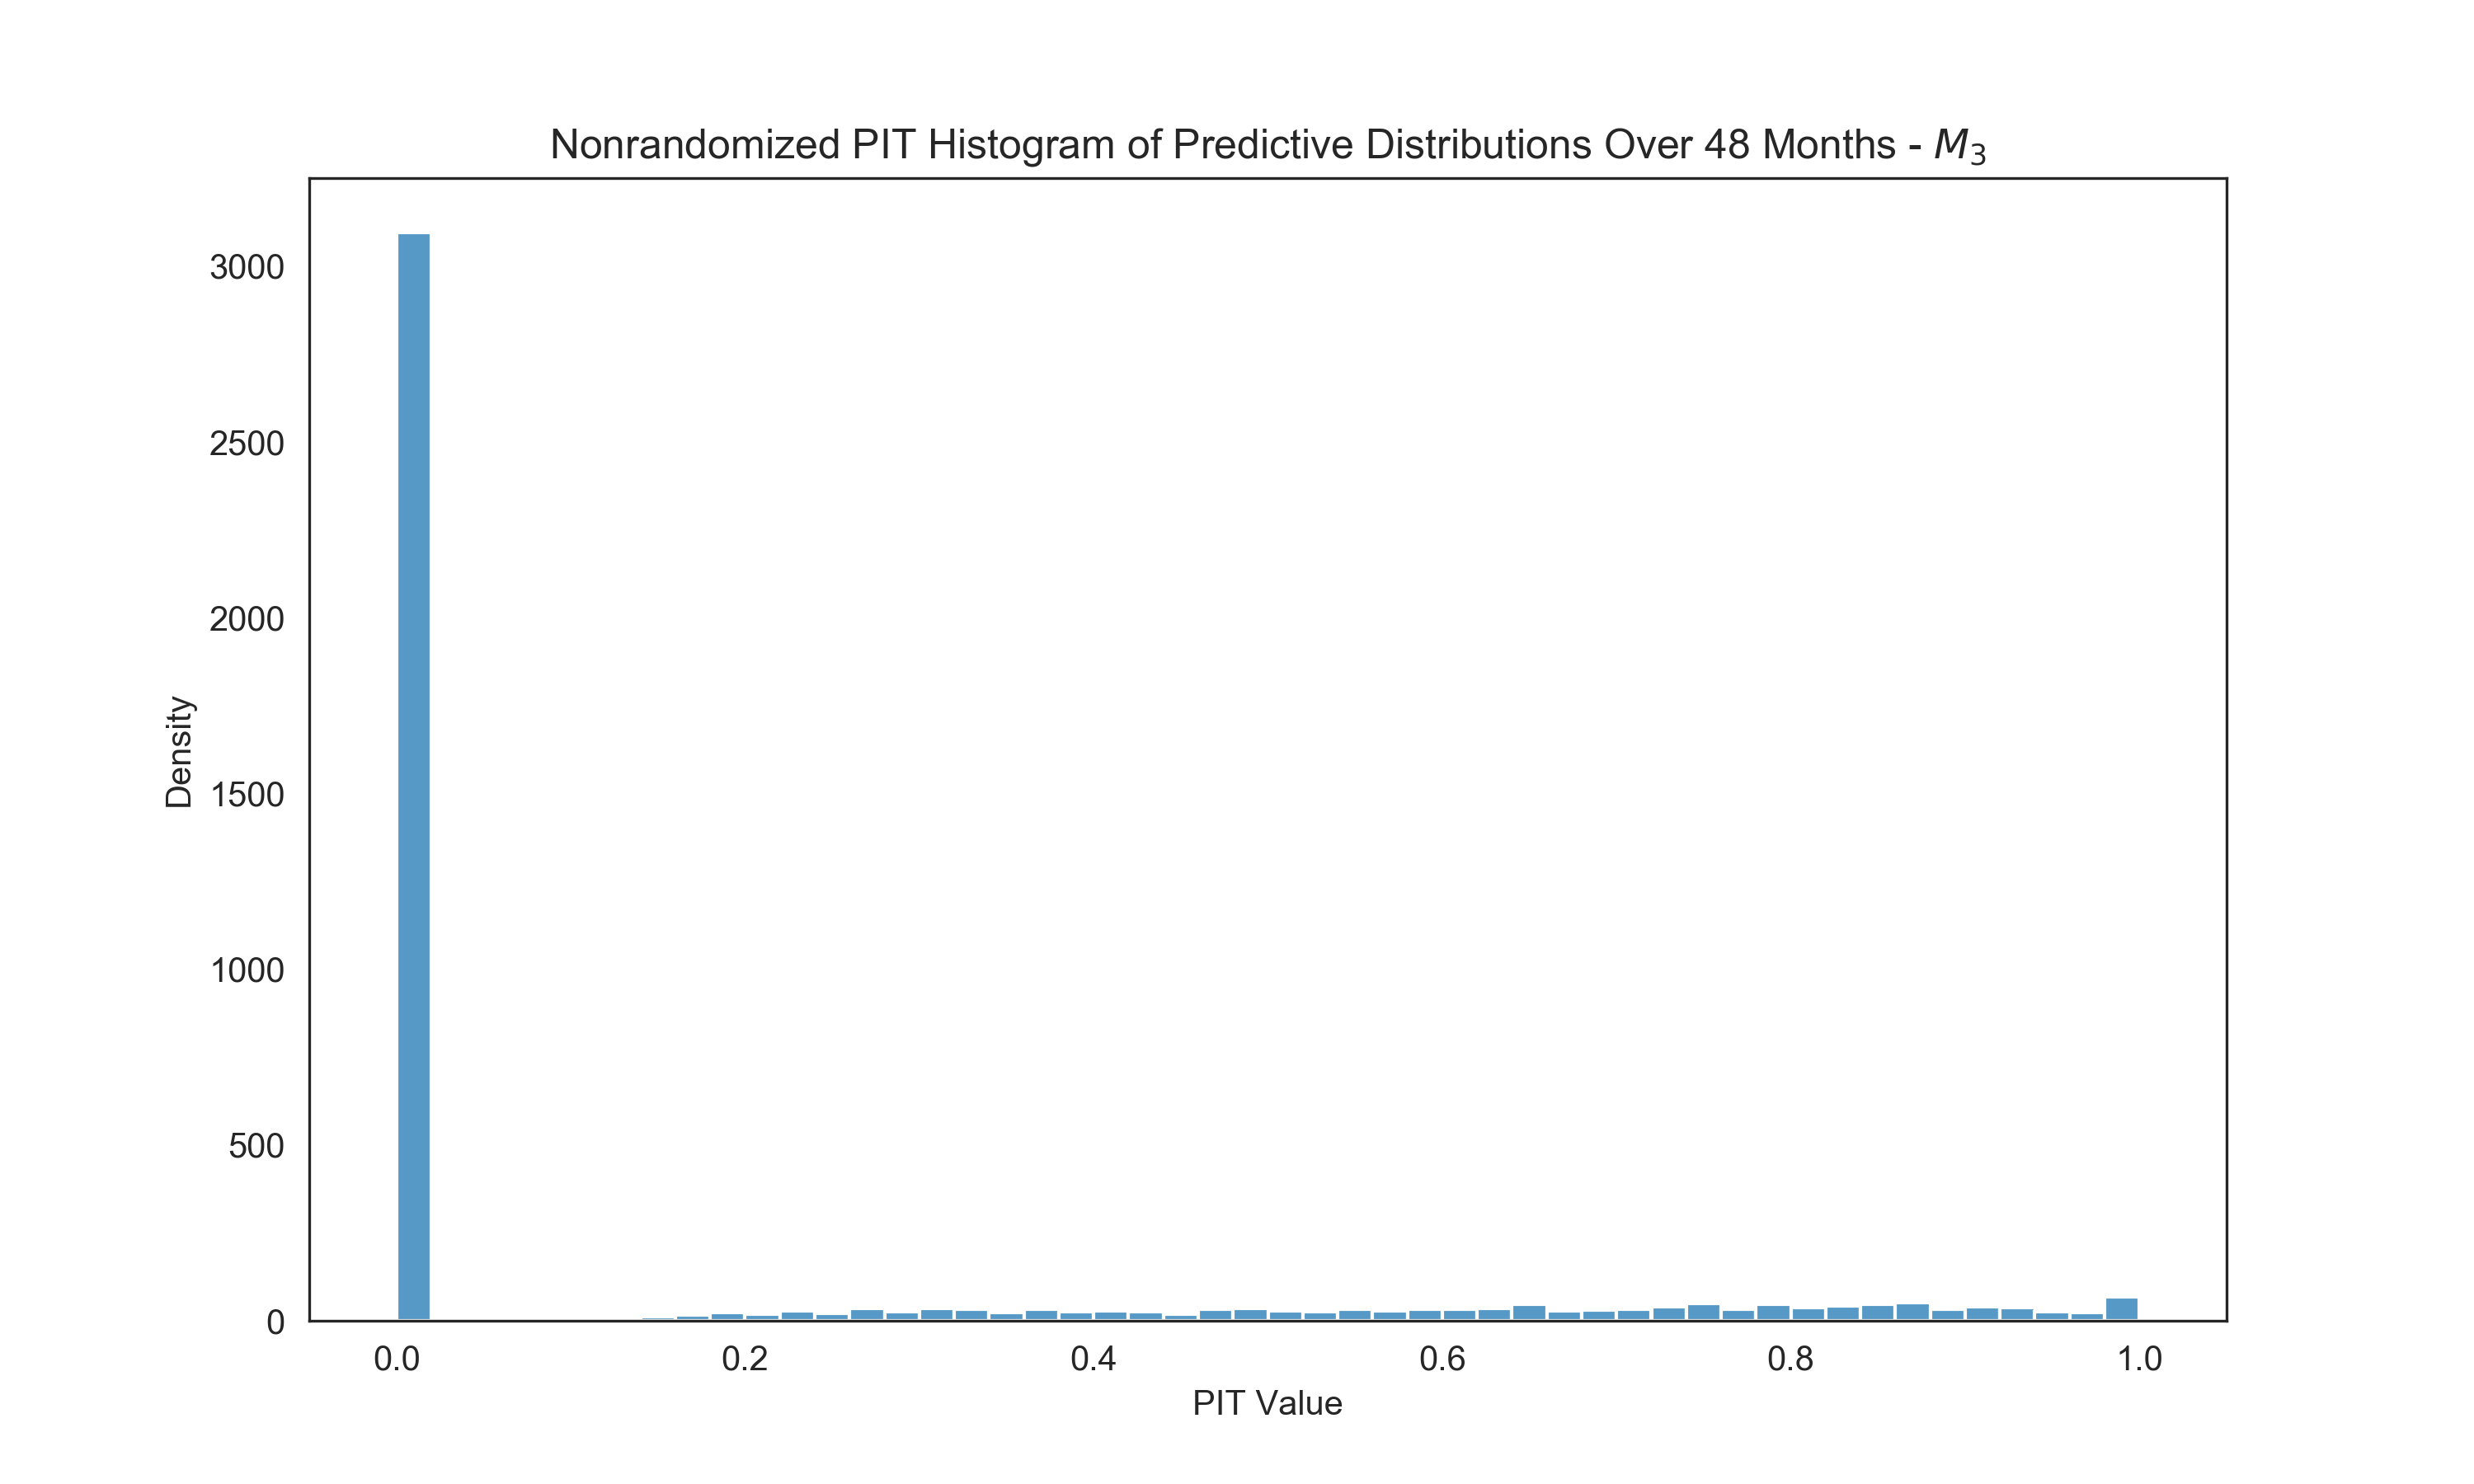 Nonrandomized PIT Histogram of Predictive Distributions Over 48 Months - M₃
3000
2500
2000
1500
1000
500
0
Density
0.0 0.2 0.4 0.6 0.8 1.0
PIT Value